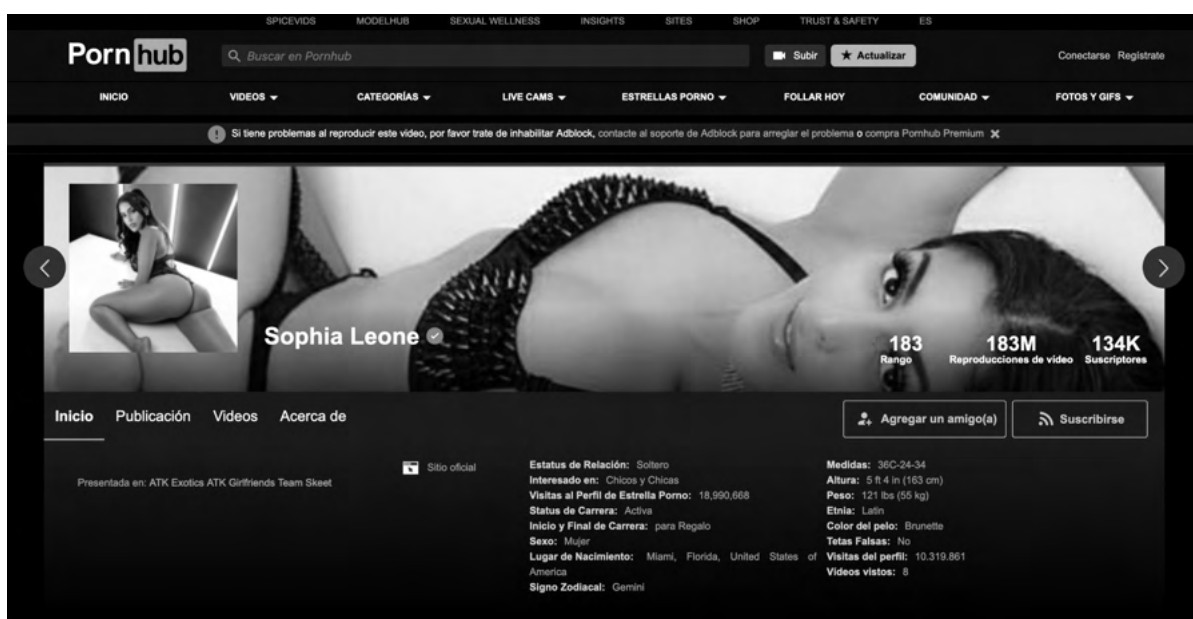 SPICEVIDS MODELHUB SEXUAL WELLNESS INSIGHTS SITES SHOP TRUST & SAFETY ES
Pornhub Buscar en Pornhub Subir Actualizar Conectarse Regístrate
INICIO VIDEOS CATEGORÍAS LIVE CAMS ESTRELLAS PORNO FOLLAR HOY COMUNIDAD FOTOS Y GIFS
Si tiene problemas al reproducir este video, por favor trate de inhabilitar Adblock, contacte al soporte de Adblock para arreglar el problema o compra Pornhub Premium
Sophia Leone
183 183M 134K
Rango Reproducciones de video Suscriptores
Inicio Publicación Videos Acerca de Agregar un amigo(a) Suscribirse
Presentada en: ATK Exotics ATK Girlfriends Team Skeet
Sitio oficial
Estatus de Relación: Soltero
Interesado en: Chicos y Chicas
Visitas al Perfil de Estrella Porno: 18,990,668
Status de Carrera: Activa
Inicio y Final de Carrera: para Regalo
Sexo: Mujer
Lugar de Nacimiento: Miami, Florida, United States of
America
Signo Zodiacal: Gemini
Medidas: 36C-24-34
Altura: 5 ft 4 in (163 cm)
Peso: 121 lbs (55 kg)
Etnia: Latin
Color del pelo: Brunette
Tetas Falsas: No
Visitas del perfil: 10.319.861
Videos vistos: 8